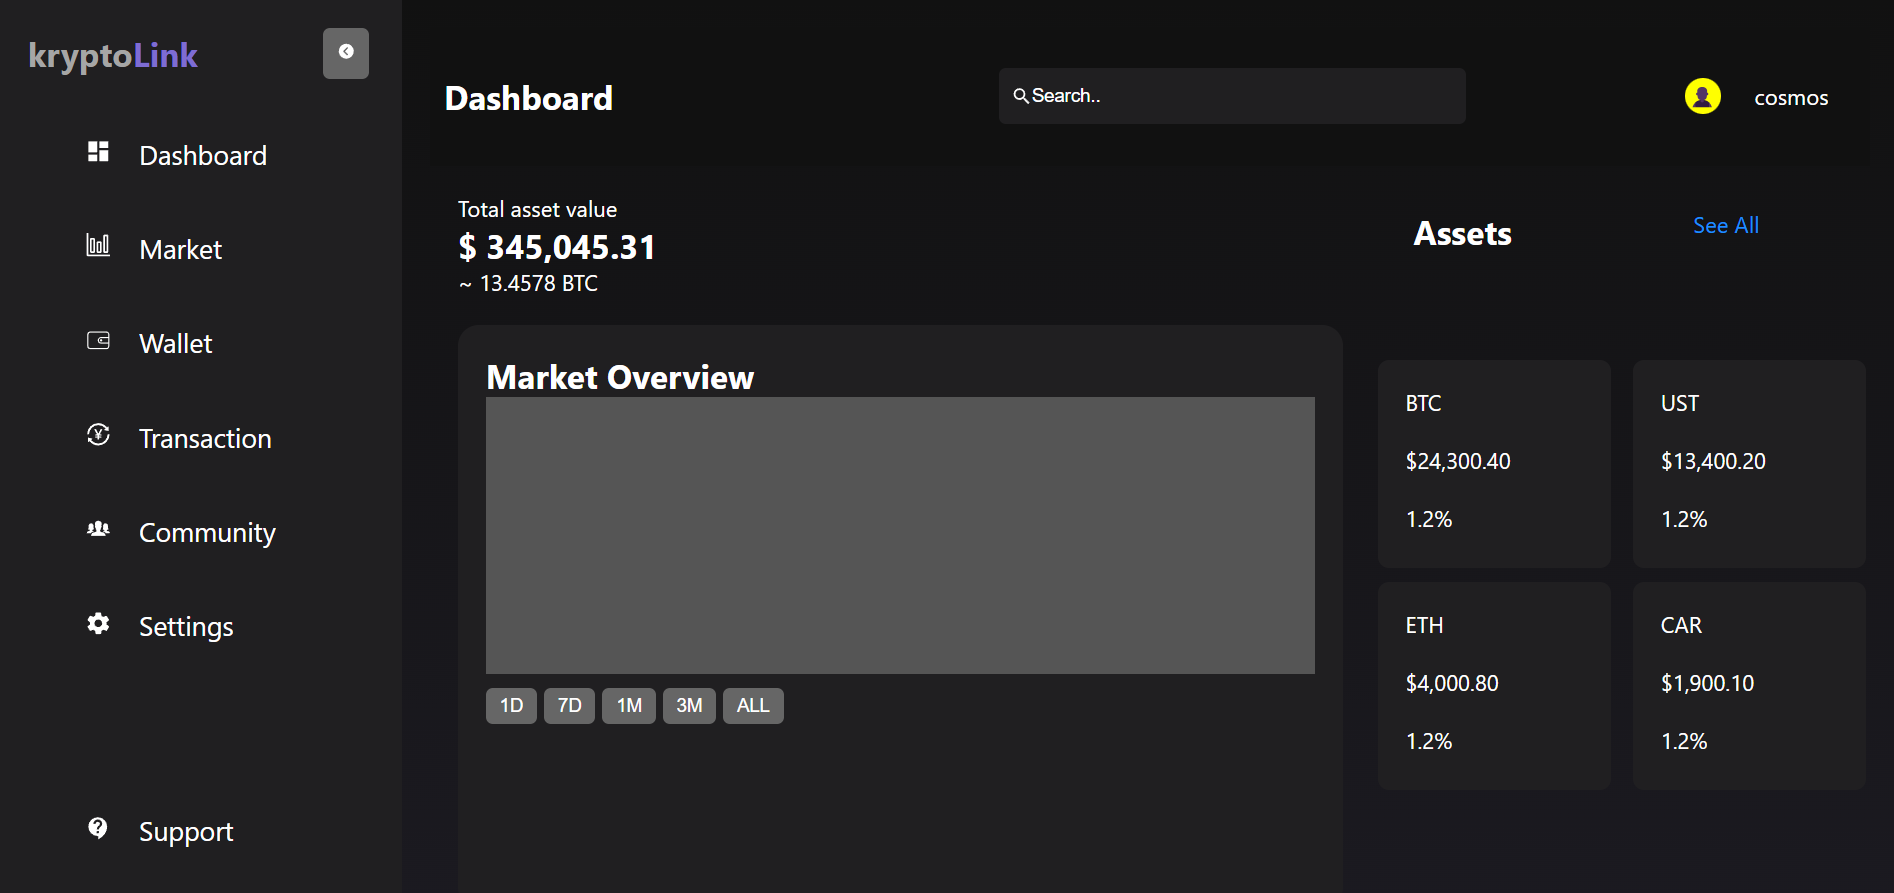 kryptoLink
Dashboard
Market
Wallet
Transaction
Community
Settings
Support
Dashboard
Search..
cosmos
Total asset value
$ 345,045.31
~ 13.4578 BTC
Market Overview
1D 7D 1M 3M ALL
Assets
See All
BTC
$24,300.40
1.2%
UST
$13,400.20
1.2%
ETH
$4,000.80
1.2%
CAR
$1,900.10
1.2%